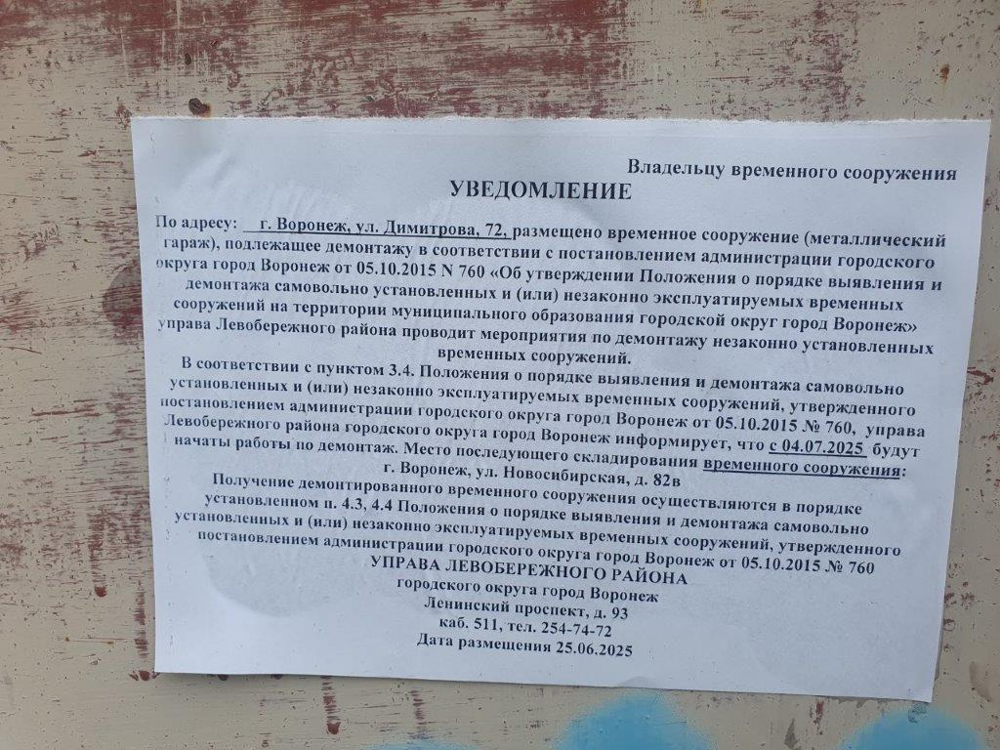 Владельцу временного сооружения
УВЕДОМЛЕНИЕ
По адресу: г. Воронеж, ул. Димитрова, 72, размещено временное сооружение (металлический
гараж), подлежащее демонтажу в соответствии с постановлением администрации городского
округа город Воронеж от 05.10.2015 N 760 «Об утверждении Положения о порядке выявления и
демонтажа самовольно установленных и (или) незаконно эксплуатируемых временных
сооружений на территории муниципального образования городской округ город Воронеж»
управа Левобережного района проводит мероприятия по демонтажу незаконно установленных
временных сооружений.
В соответствии с пунктом 3.4. Положения о порядке выявления и демонтажа самовольно
установленных и (или) незаконно эксплуатируемых временных сооружений, утвержденного
постановлением администрации городского округа город Воронеж от 05.10.2015 № 760, управа
Левобережного района городского округа город Воронеж информирует, что с 04.07.2025 будут
начаты работы по демонтаж. Место последующего складирования временного сооружения:
г. Воронеж, ул. Новосибирская, д. 82в
Получение демонтированного временного сооружения осуществляются в порядке
установленном п. 4.3, 4.4 Положения о порядке выявления и демонтажа самовольно
установленных и (или) незаконно эксплуатируемых временных сооружений, утвержденного
постановлением администрации городского округа город Воронеж от 05.10.2015 № 760
УПРАВА ЛЕВОБЕРЕЖНОГО РАЙОНА
городского округа город Воронеж
Ленинский проспект, д. 93
каб. 511, тел. 254-74-72
Дата размещения 25.06.2025